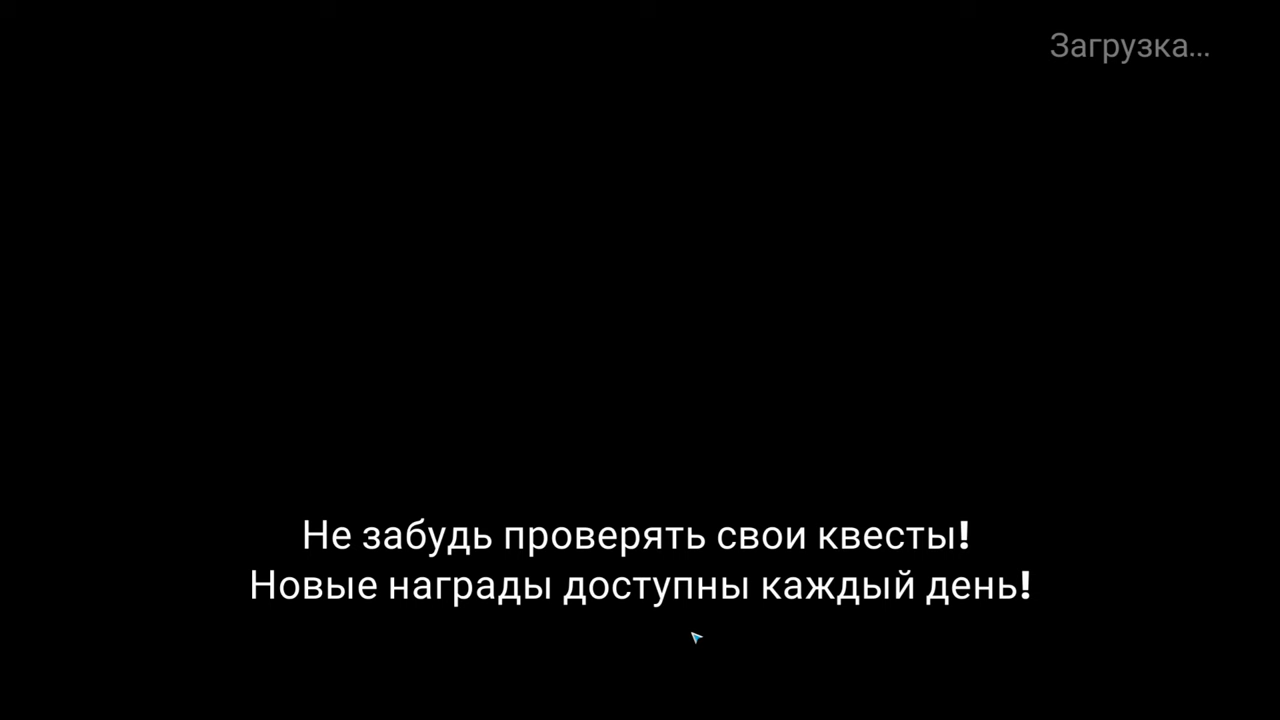 Загрузка...
Не забудь проверять свои квесты!
Новые награды доступны каждый день!